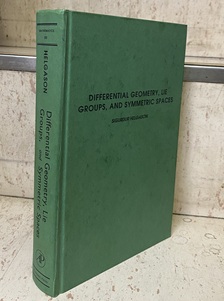 DIFFERENTIAL GEOMETRY, LIE
GROUPS, AND SYMMETRIC SPACES
SIGURDUR HELGASON
HELGASON
Differential Geometry, Lie
Groups, and Symmetric Spaces